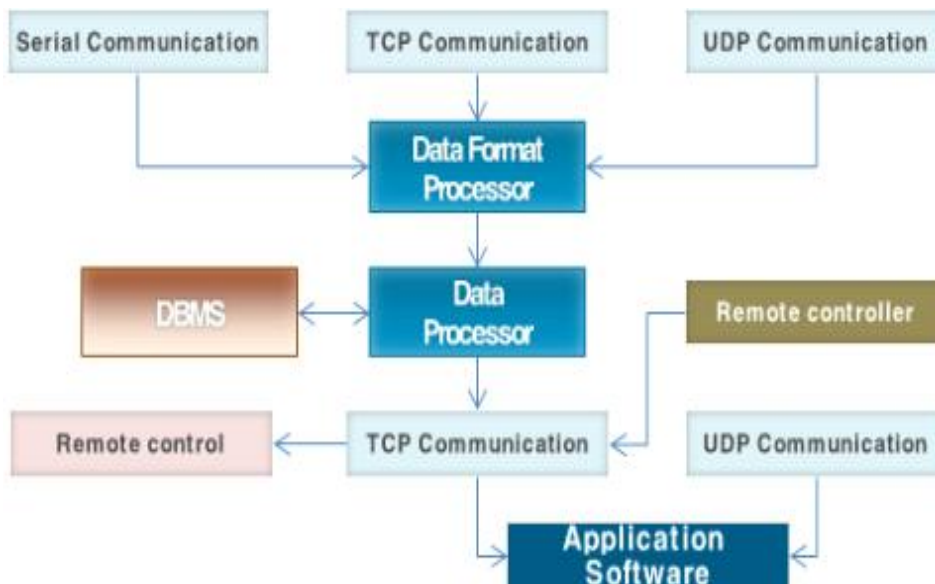 Serial Communication
TCP Communication
UDP Communication
Data Format
Processor
DBMS
Data
Processor
Remote controller
Remote control
TCP Communication
UDP Communication
Application
Software